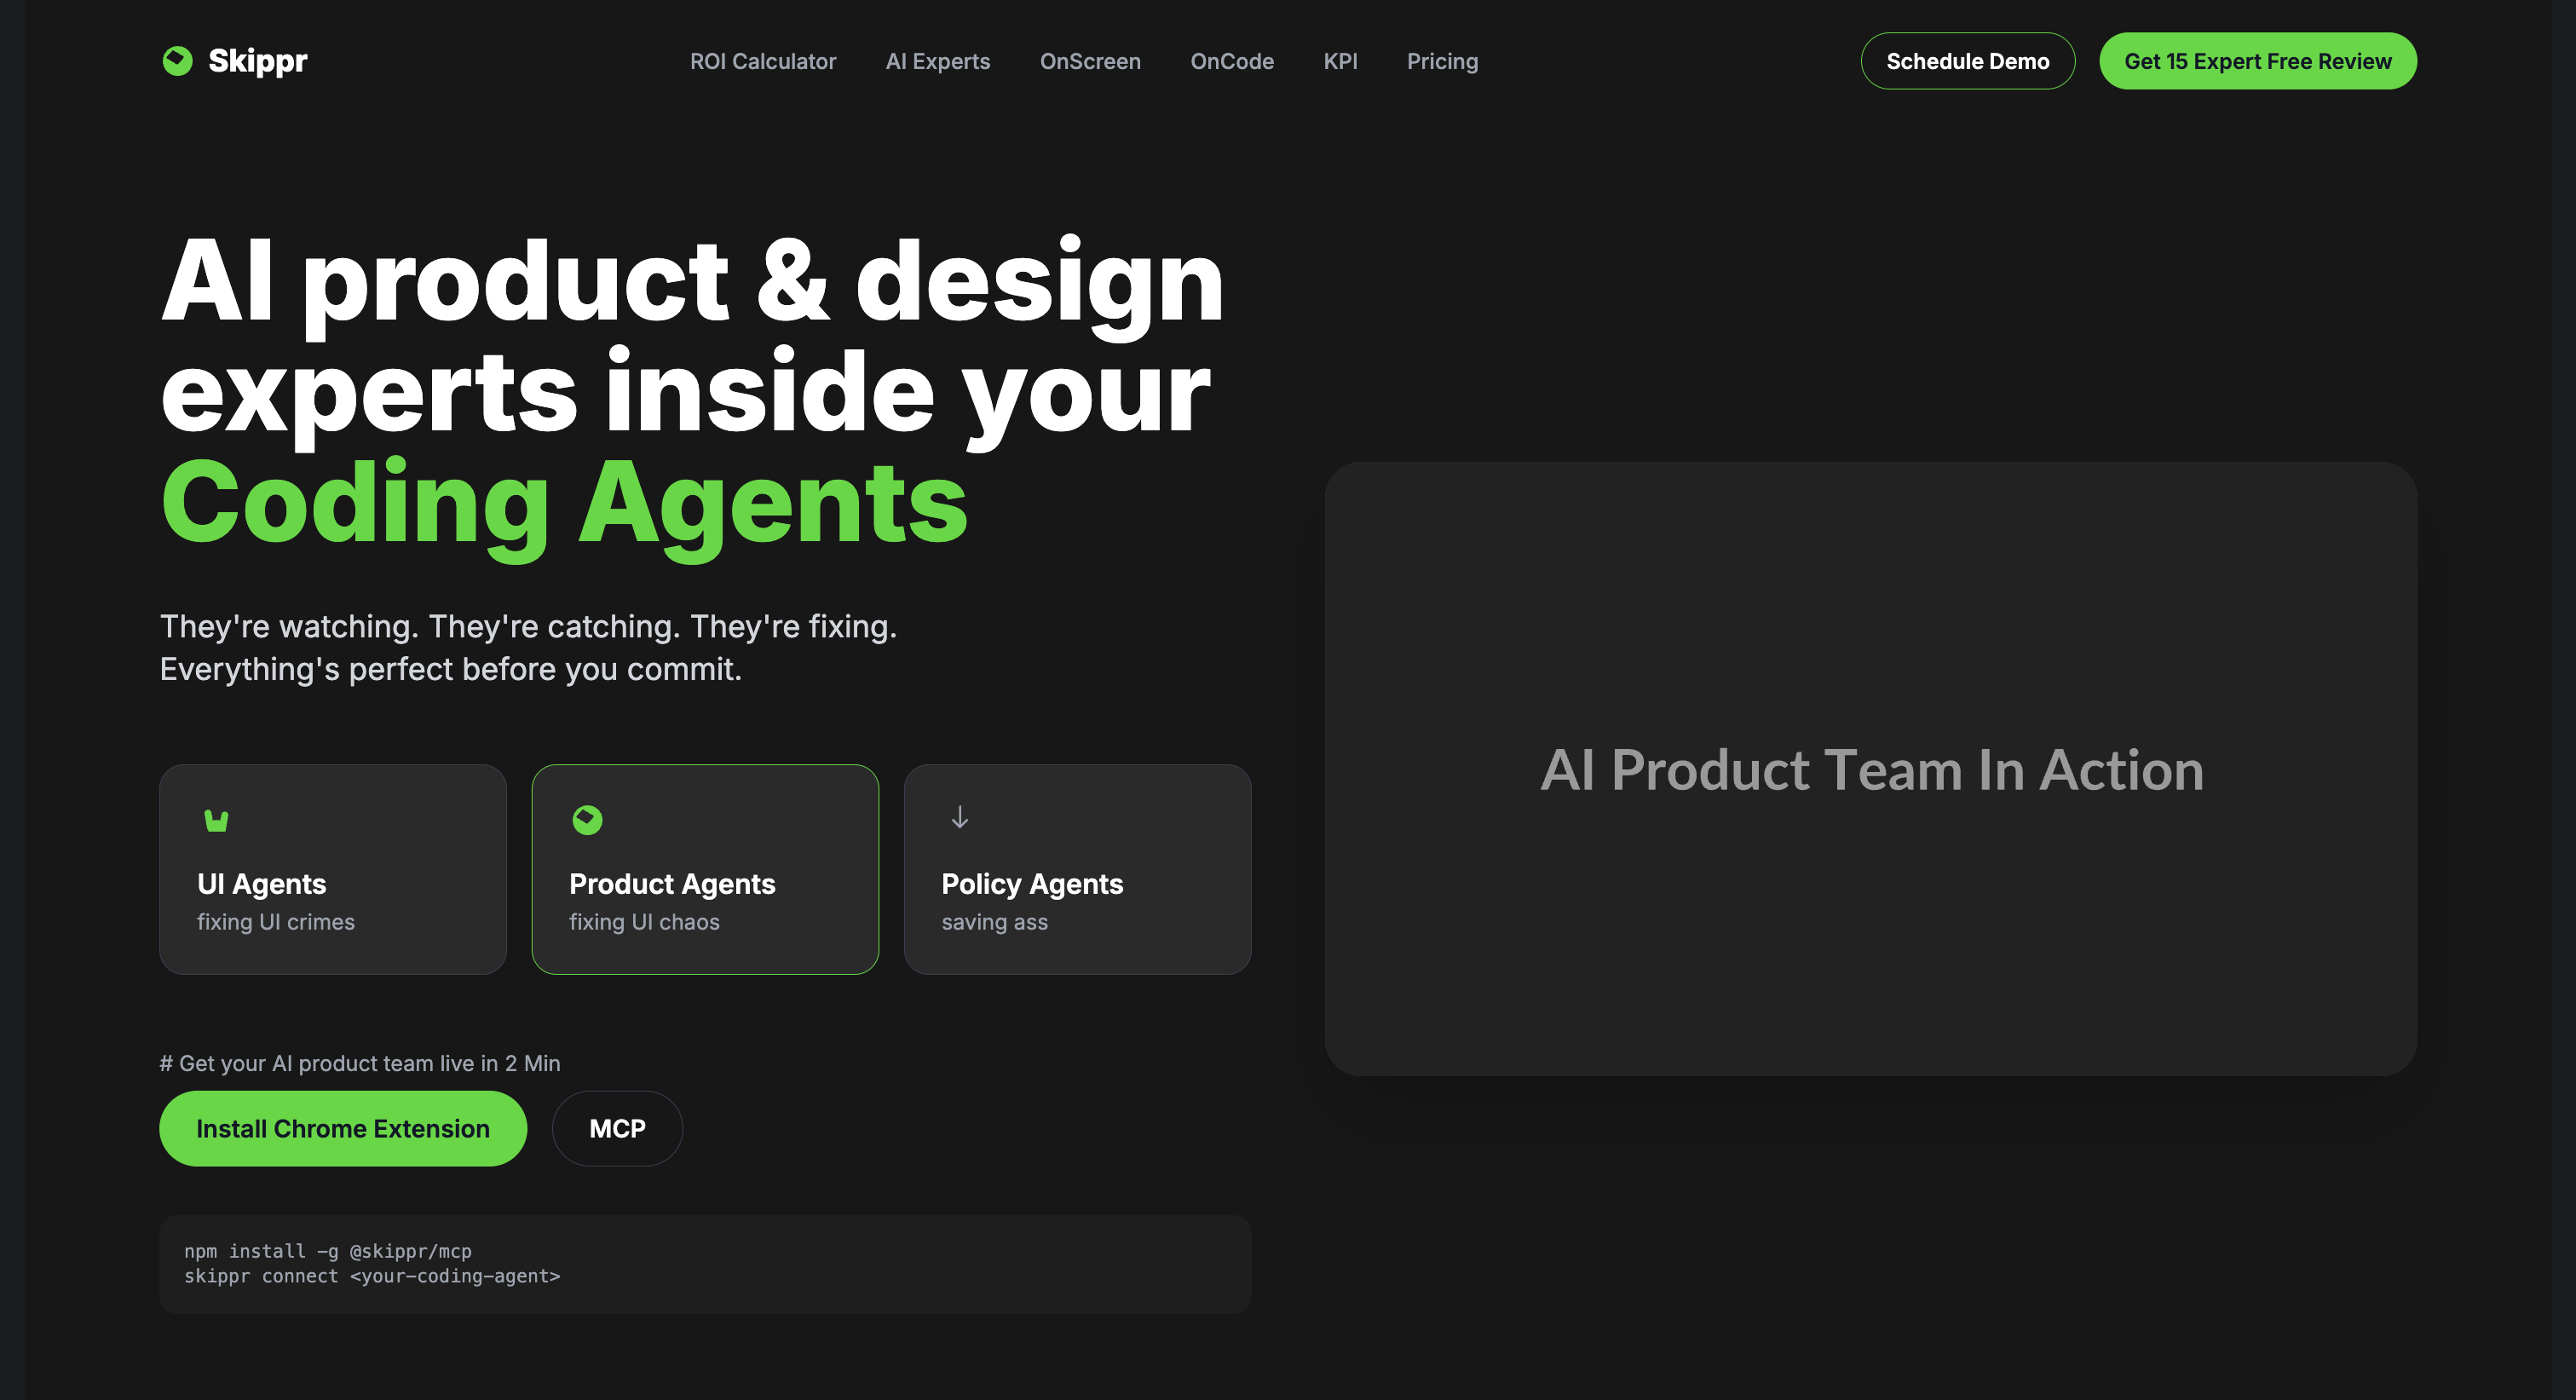 Skippr
ROI Calculator
AI Experts
OnScreen
OnCode
KPI
Pricing
Schedule Demo
Get 15 Expert Free Review
AI product & design
experts inside your
Coding Agents
They're watching. They're catching. They're fixing.
Everything's perfect before you commit.
UI Agents
fixing UI crimes
Product Agents
fixing UI chaos
Policy Agents
saving ass
# Get your AI product team live in 2 Min
Install Chrome Extension
MCP
npm install -g @skippr/mcp
skippr connect <your-coding-agent>
AI Product Team In Action